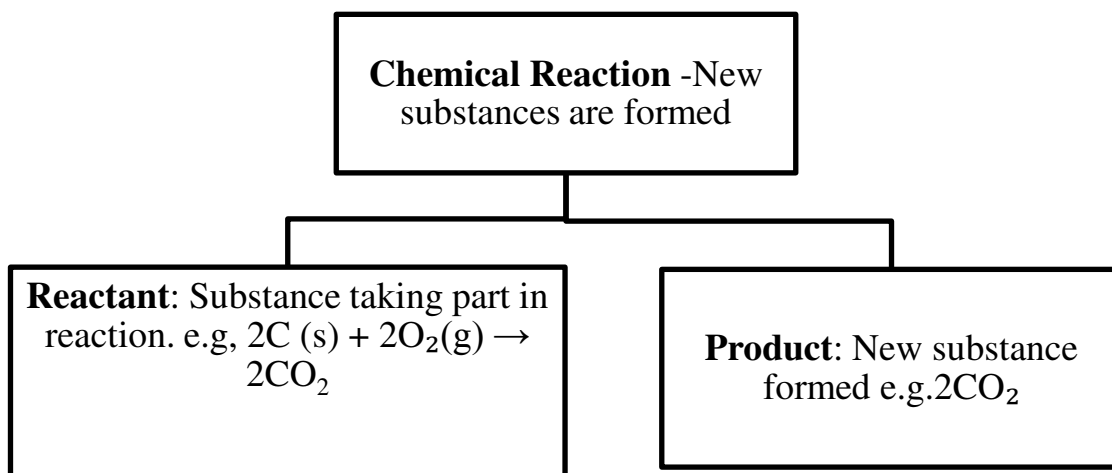 Chemical Reaction -New
substances are formed
Reactant: Substance taking part in
reaction. e.g, 2C (s) + 2O₂(g) →
2CO₂
Product: New substance
formed e.g.2CO₂